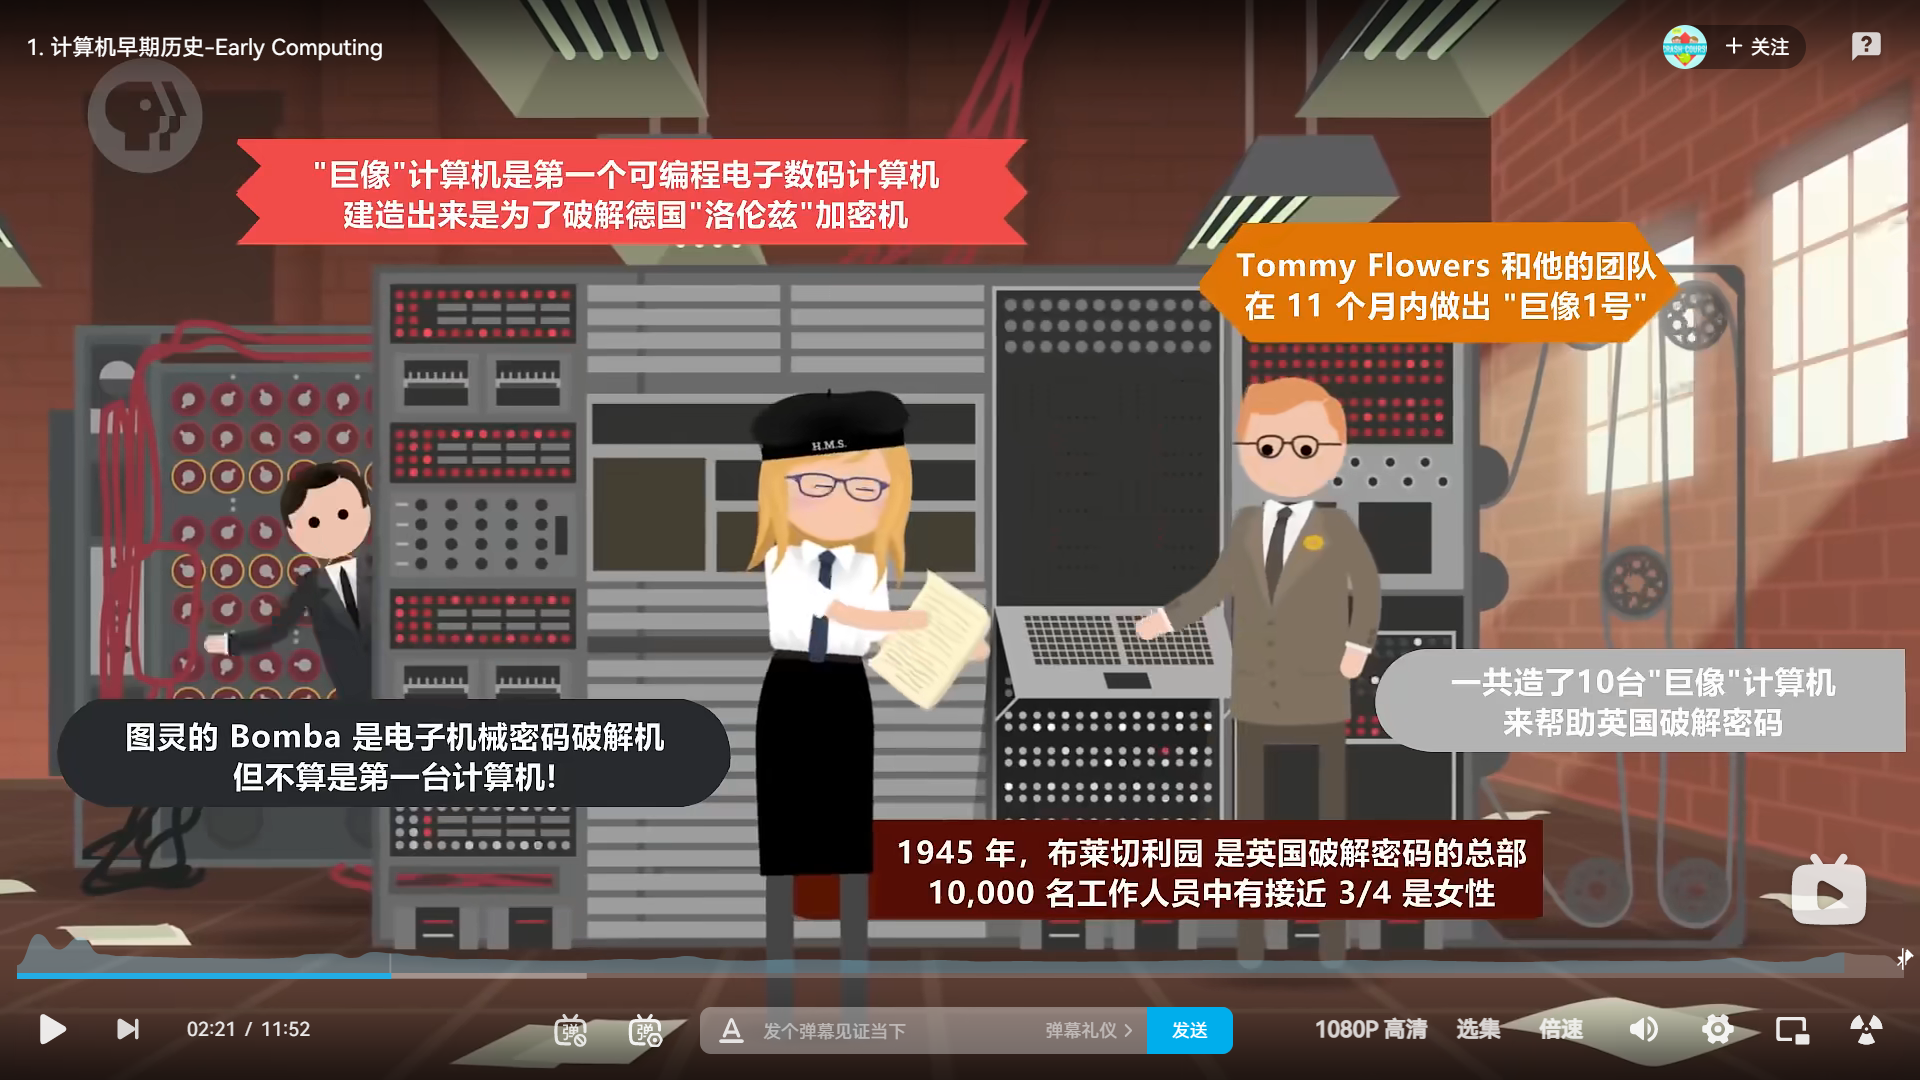 1. 计算机早期历史-Early Computing
CRASH COURSE
+ 关注
"巨像"计算机是第一个可编程电子数码计算机
建造出来是为了破解德国"洛伦兹"加密机
Tommy Flowers 和他的团队
在 11 个月内做出 "巨像1号"
H.M.S.
一共造了10台"巨像"计算机
来帮助英国破解密码
图灵的 Bomba 是电子机械密码破解机
但不算是第一台计算机!
1945 年，布莱切利园 是英国破解密码的总部
10,000 名工作人员中有接近 3/4 是女性
02:21 / 11:52
弹
弹
A
发个弹幕见证当下
弹幕礼仪 >
发送
1080P 高清
选集
倍速